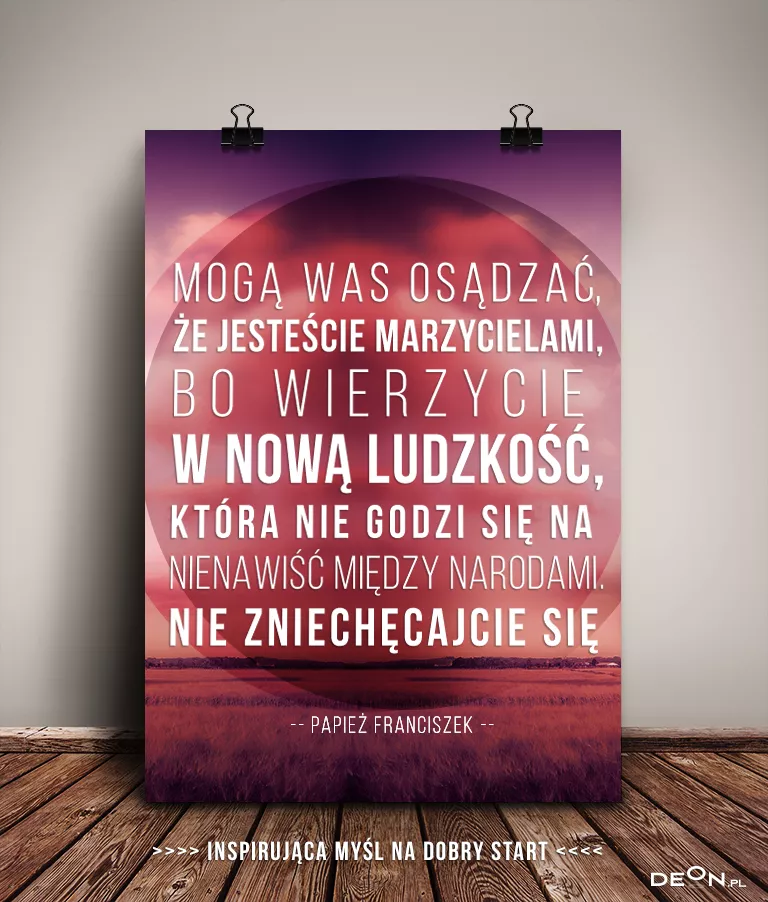 MOGĄ WAS OSĄDZAĆ,
ŻE JESTEŚCIE MARZYCIELAMI,
BO WIERZYCIE
W NOWĄ LUDZKOŚĆ,
KTÓRA NIE GODZI SIĘ NA
NIENAWIŚĆ MIĘDZY NARODAMI.
NIE ZNIECHĘCAJCIE SIĘ
-- PAPIEŻ FRANCISZEK --
>>>> INSPIRUJĄCA MYŚL NA DOBRY START <<<<
DEON.PL